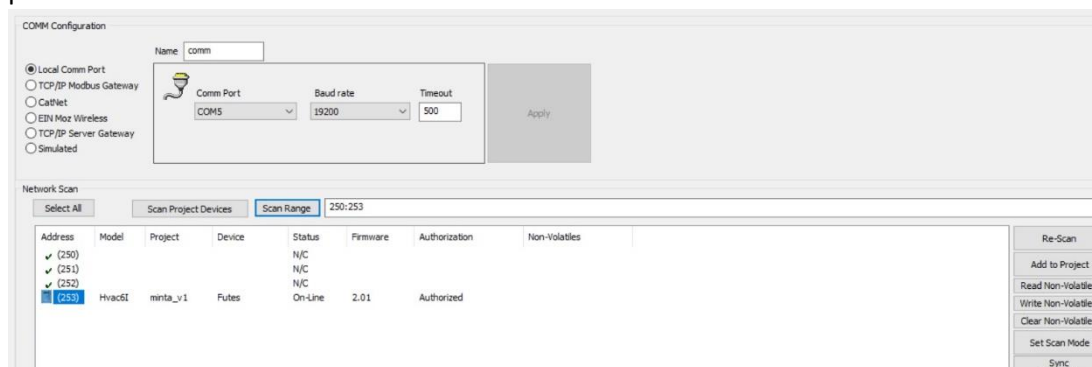 COMM Configuration
Name comm
Local Comm Port
TCP/IP Modbus Gateway
CatNet
EIN Moz Wireless
TCP/IP Server Gateway
Simulated
Comm Port Baud rate Timeout
COM5 19200 500
Apply
Network Scan
Select All Scan Project Devices Scan Range 250:253
Address Model Project Device Status Firmware Authorization Non-Volatiles
(250) N/C
(251) N/C
(252) N/C
(253) Hvac6I minta_v1 Futes On-Line 2.01 Authorized
Re-Scan
Add to Project
Read Non-Volatile
Write Non-Volatile
Clear Non-Volatile
Set Scan Mode
Sync